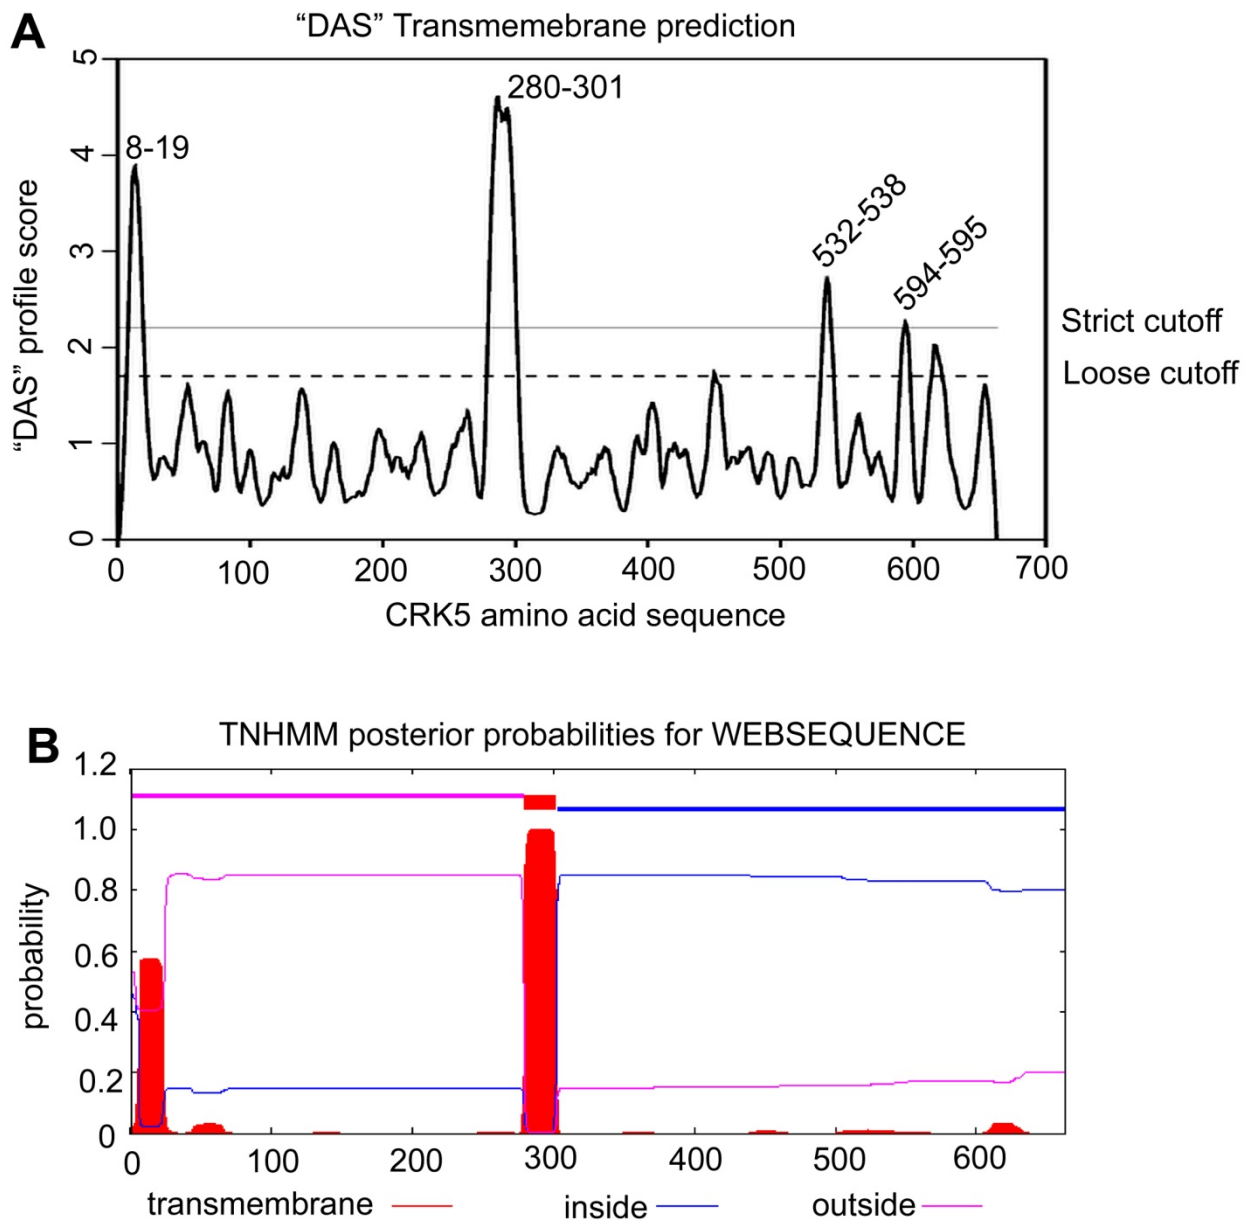 A
“DAS” Transmemebrane prediction
5
4
3
2
1
0
“DAS” profile score
8-19
280-301
532-538
594-595
Strict cutoff
Loose cutoff
0 100 200 300 400 500 600 700
CRK5 amino acid sequence
B
TNHMM posterior probabilities for WEBSEQUENCE
1.2
1.0
0.8
0.6
0.4
0.2
0
probability
0 100 200 300 400 500 600
transmembrane inside outside